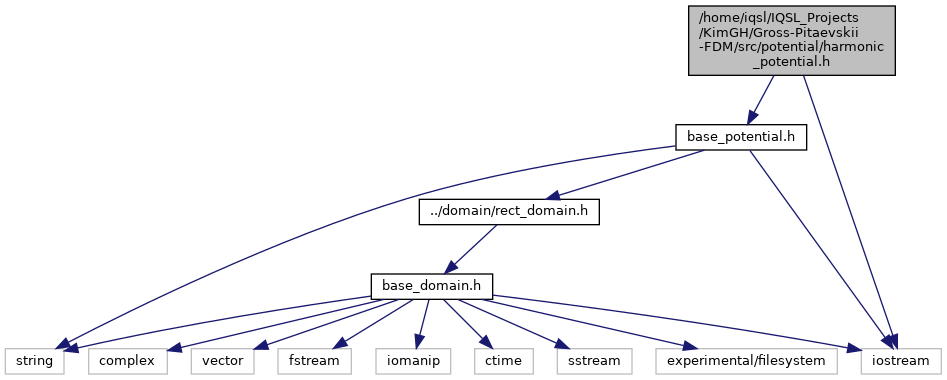 /home/iqsl/IQSL_Projects
/KimGH/Gross-Pitaevskii
-FDM/src/potential/harmonic
_potential.h
base_potential.h
../domain/rect_domain.h
base_domain.h
string
complex
vector
fstream
iomanip
ctime
sstream
experimental/filesystem
iostream